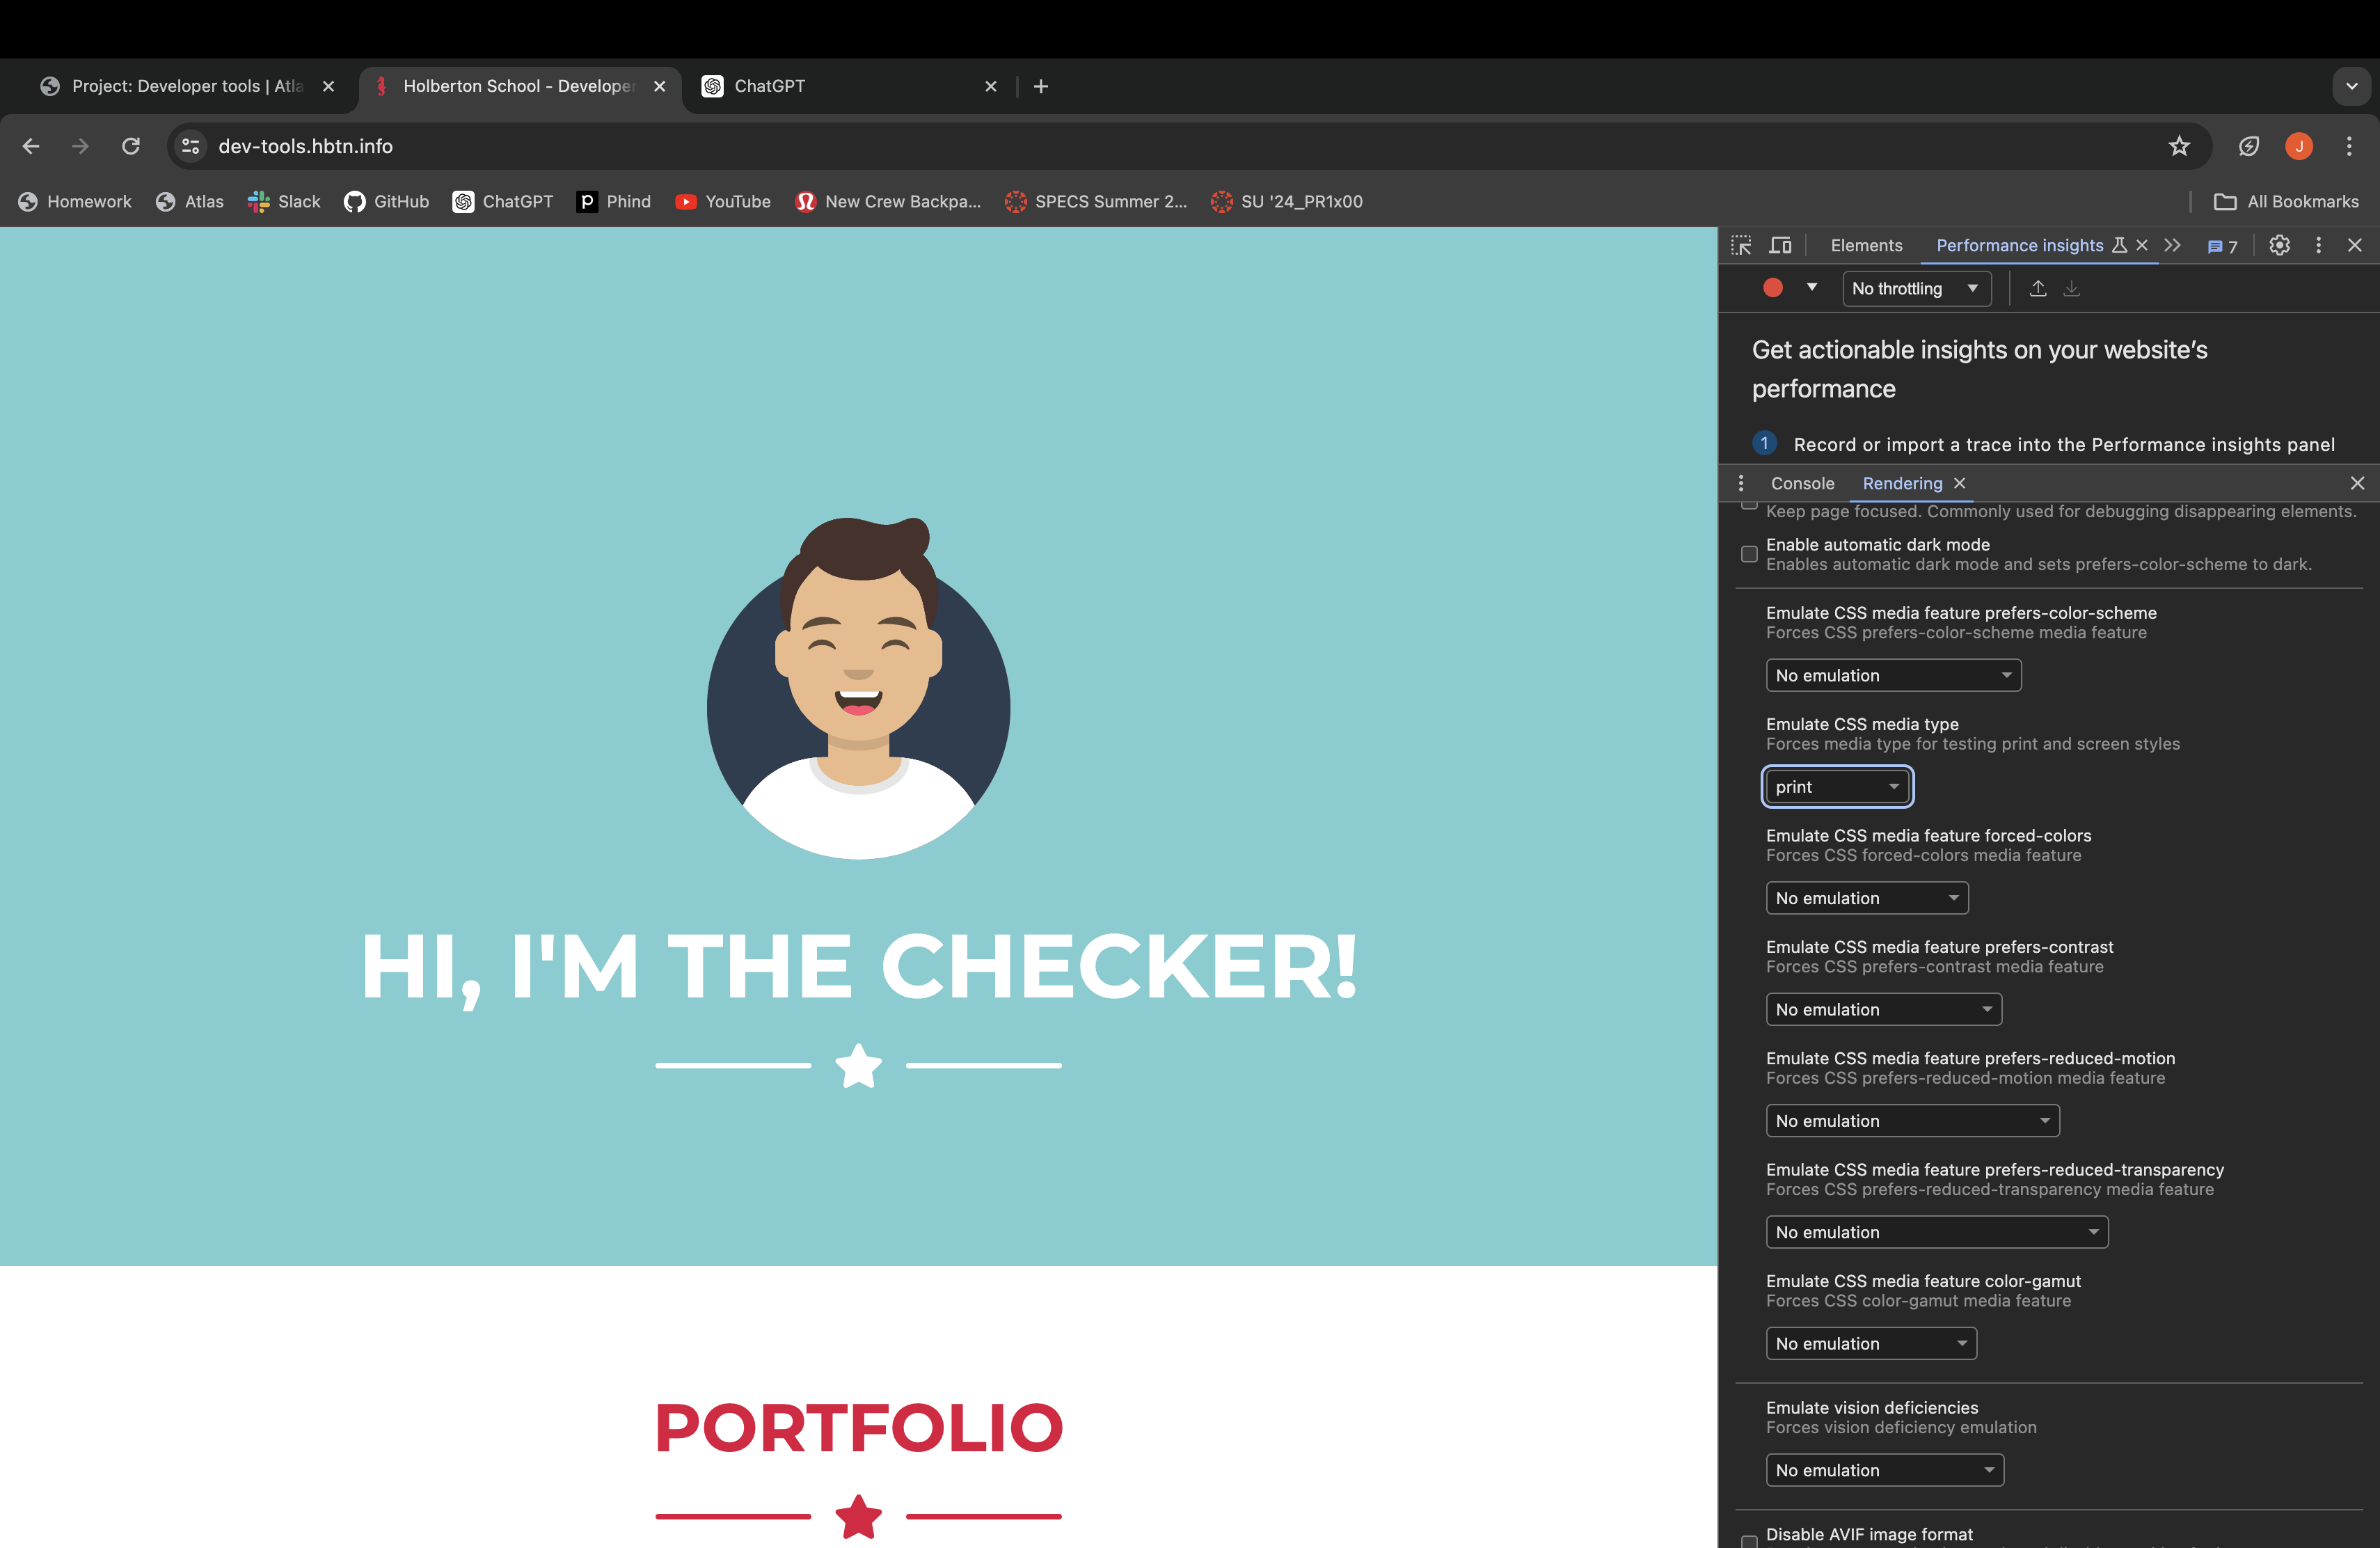 Project: Developer tools | Atla
Holberton School - Developer
ChatGPT
dev-tools.hbtn.info
J
Homework
Atlas
Slack
GitHub
ChatGPT
Phind
YouTube
New Crew Backpa...
SPECS Summer 2...
SU '24_PR1x00
All Bookmarks
HI, I'M THE CHECKER!
PORTFOLIO
Elements
Performance insights
7
No throttling
Get actionable insights on your website's
performance
1 Record or import a trace into the Performance insights panel
Console
Rendering
Keep page focused. Commonly used for debugging disappearing elements.
Enable automatic dark mode
Enables automatic dark mode and sets prefers-color-scheme to dark.
Emulate CSS media feature prefers-color-scheme
Forces CSS prefers-color-scheme media feature
No emulation
Emulate CSS media type
Forces media type for testing print and screen styles
print
Emulate CSS media feature forced-colors
Forces CSS forced-colors media feature
No emulation
Emulate CSS media feature prefers-contrast
Forces CSS prefers-contrast media feature
No emulation
Emulate CSS media feature prefers-reduced-motion
Forces CSS prefers-reduced-motion media feature
No emulation
Emulate CSS media feature prefers-reduced-transparency
Forces CSS prefers-reduced-transparency media feature
No emulation
Emulate CSS media feature color-gamut
Forces CSS color-gamut media feature
No emulation
Emulate vision deficiencies
Forces vision deficiency emulation
No emulation
Disable AVIF image format